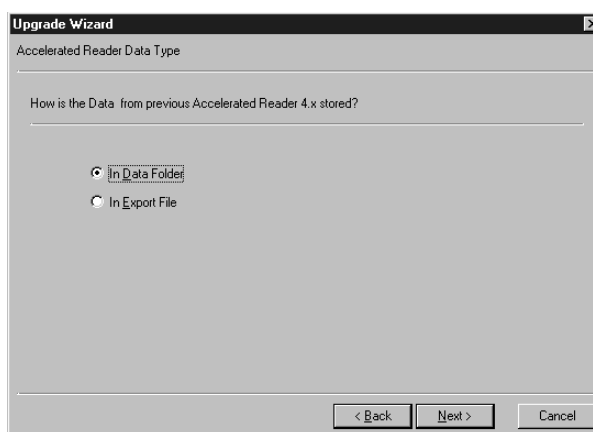 Upgrade Wizard
Accelerated Reader Data Type
How is the Data from previous Accelerated Reader 4.x stored?
In Data Folder
In Export File
< Back Next > Cancel